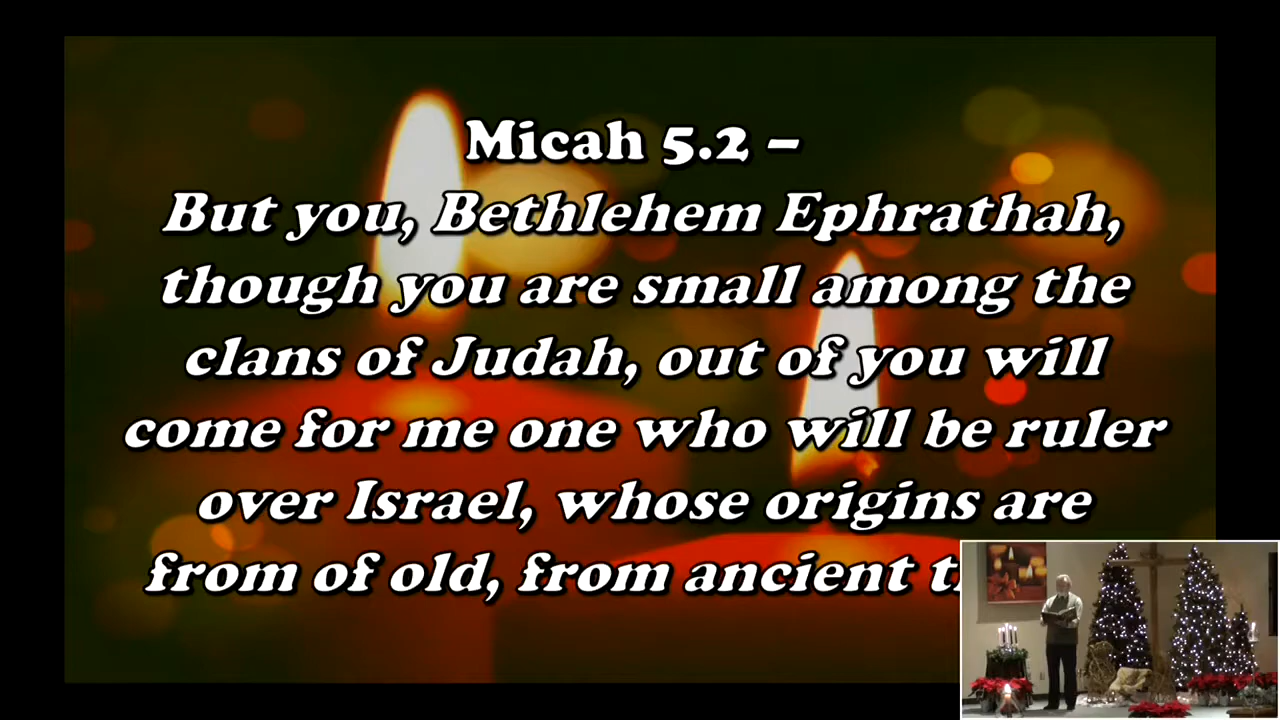 Micah 5.2 –
But you, Bethlehem Ephrathah,
though you are small among the
clans of Judah, out of you will
come for me one who will be ruler
over Israel, whose origins are
from of old, from ancient